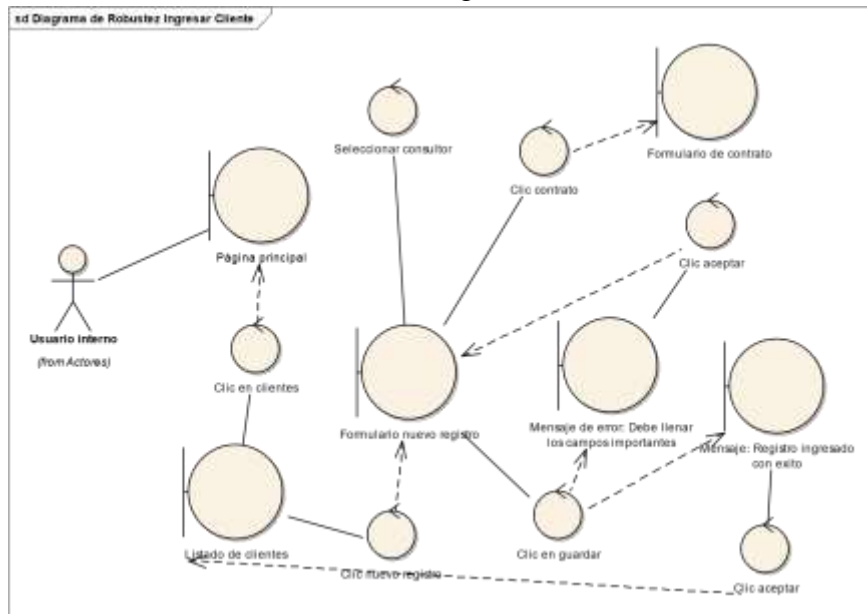 sd Diagrama de Robustez Ingresar Cliente
Seleccionar consultor
Formulario de contrato
Clic contrato
Página principal
Clic aceptar
Usuario interno
(from Actores)
Clic en clientes
Formulario nuevo registro
Mensaje de error: Debe llenar
los campos importantes
Mensaje: Registro ingresado
con exito
Listado de clientes
Clic nuevo registro
Clic en guardar
Clic aceptar